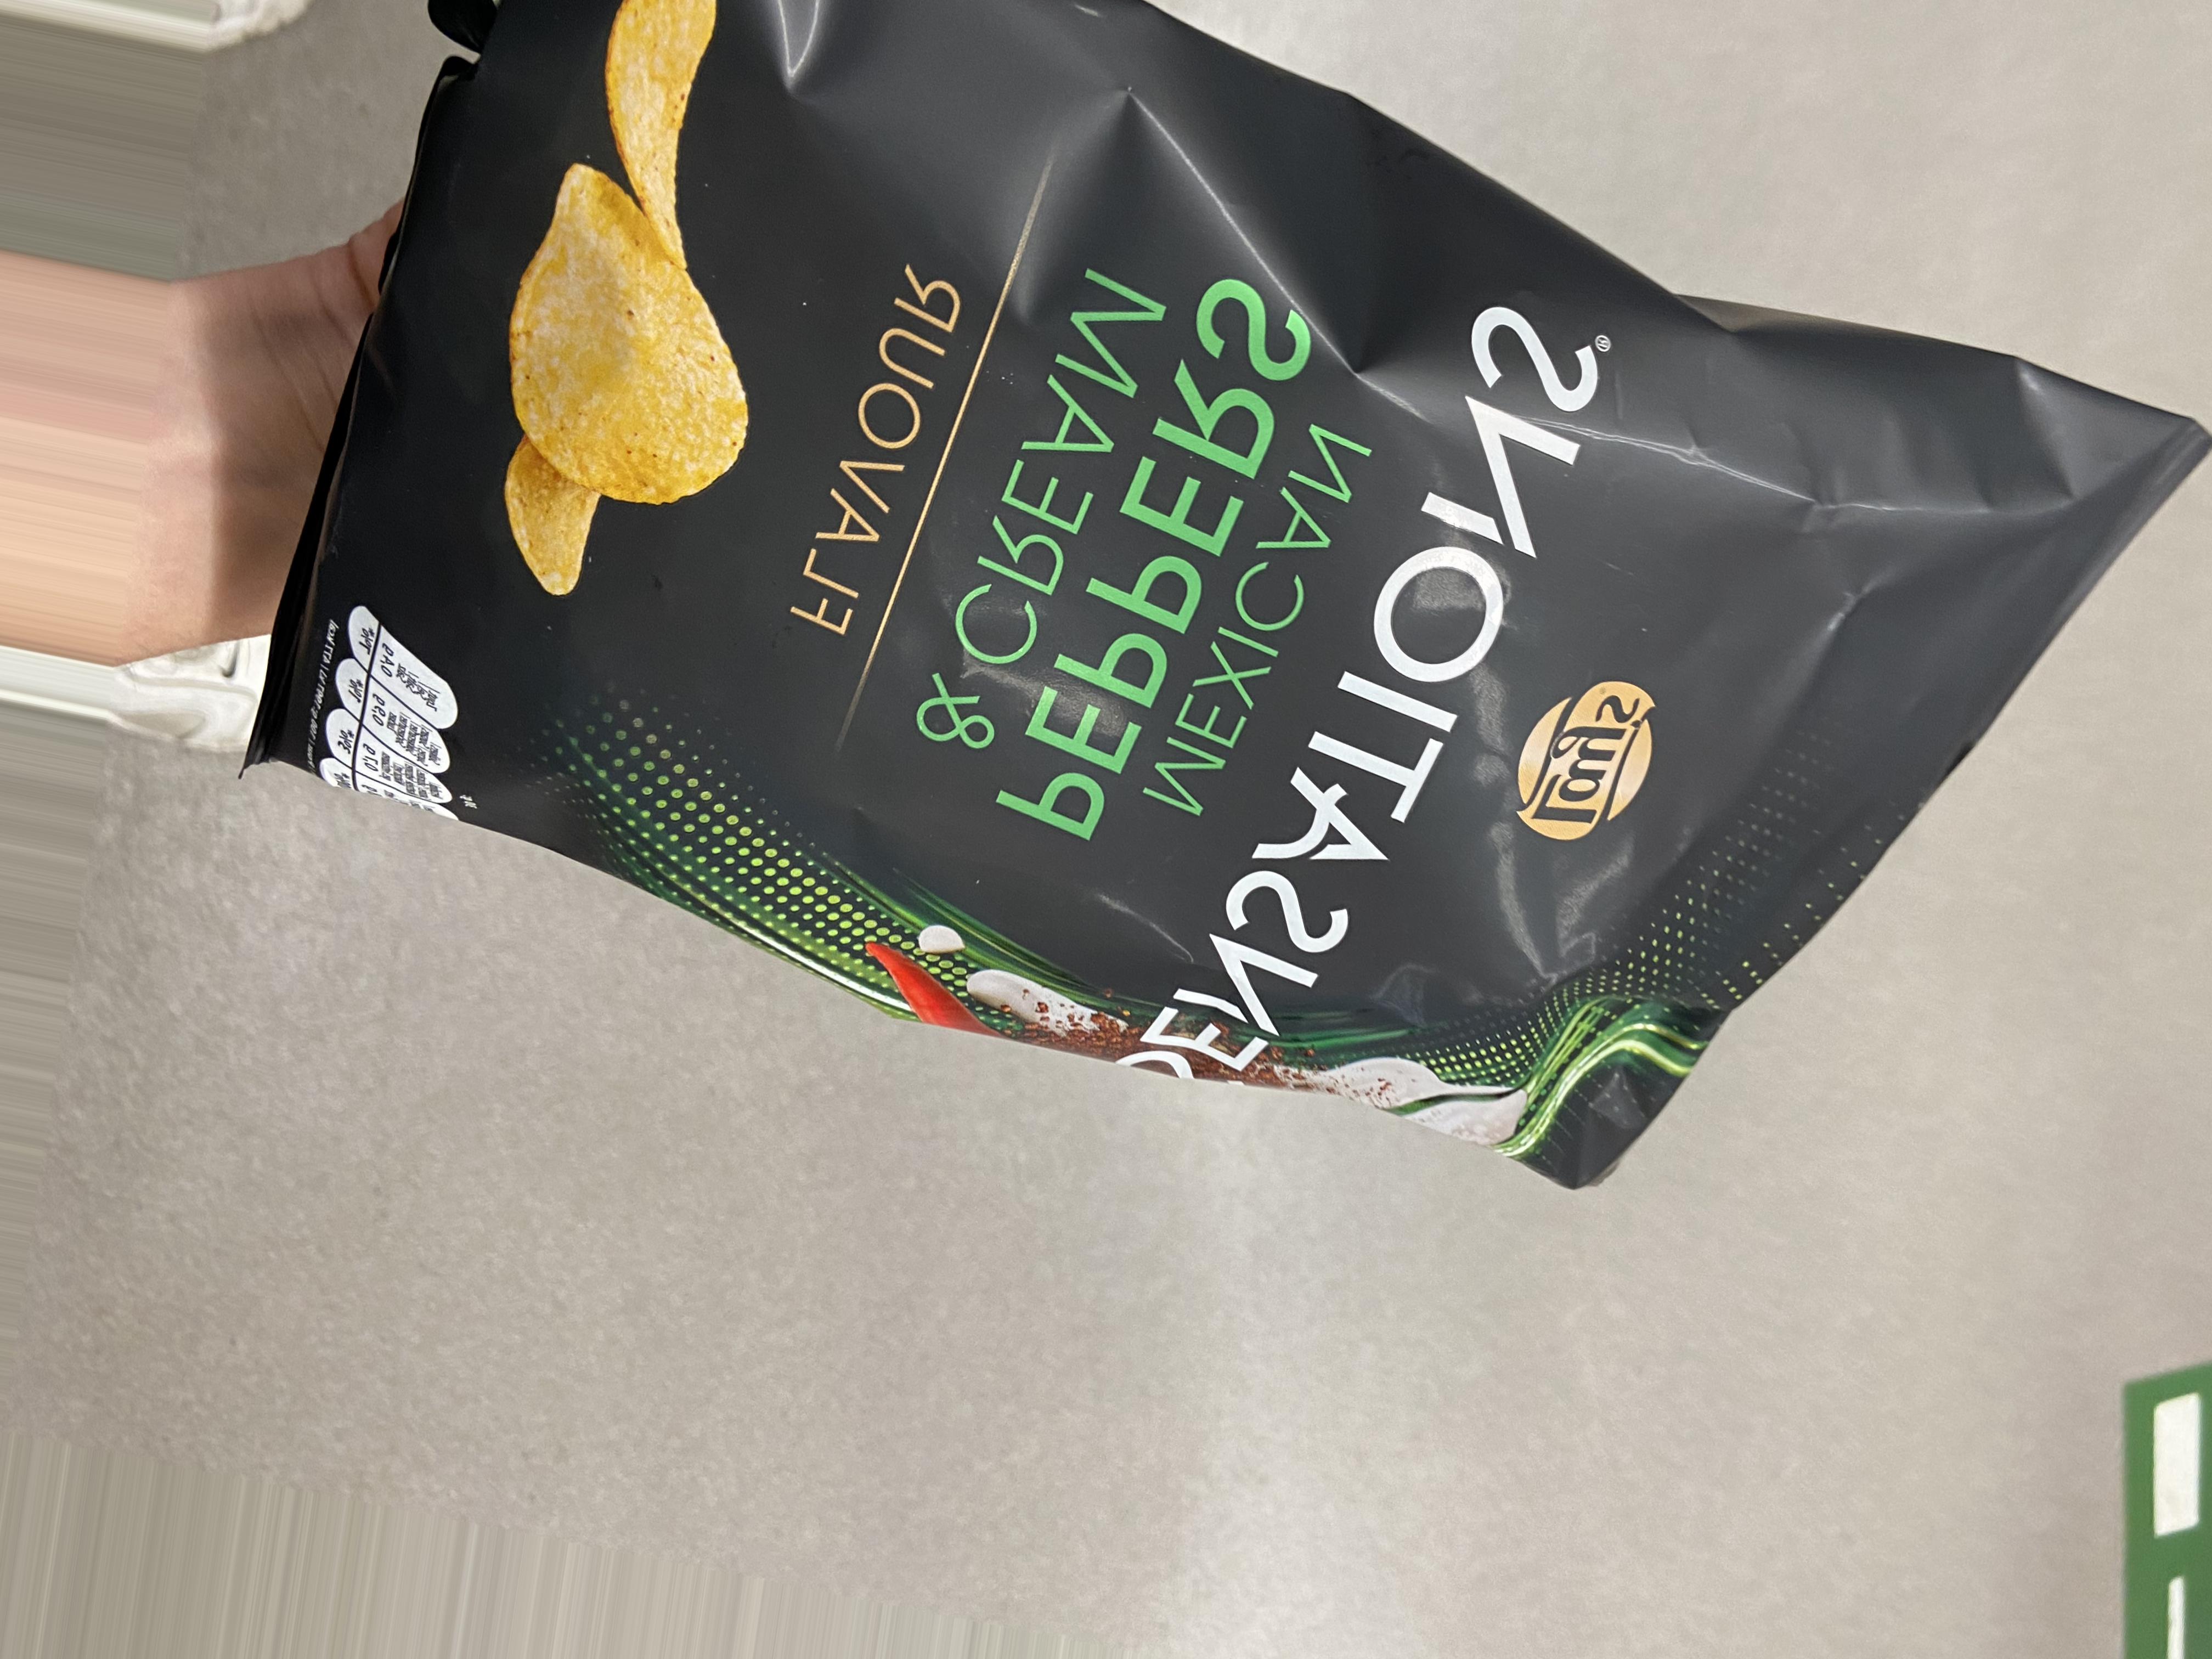 Lay's
SENSATIONS®
MEXICAN
PEPPERS
& CREAM
FLAVOUR